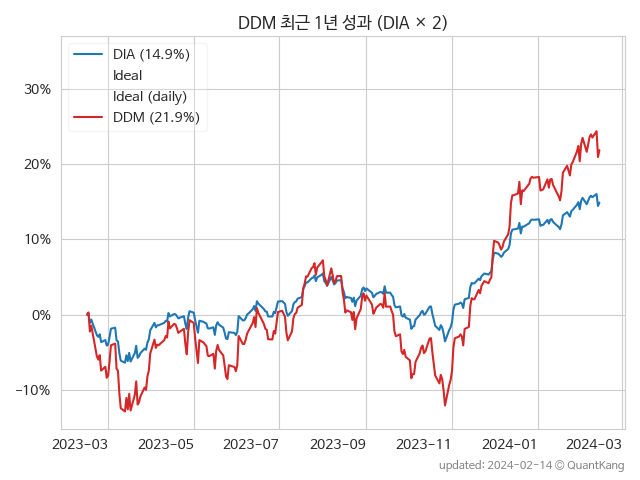 DDM 최근 1년 성과 (DIA × 2)
DIA (14.9%)
Ideal
Ideal (daily)
DDM (21.9%)
30%
20%
10%
0%
−10%
2023-03 2023-05 2023-07 2023-09 2023-11 2024-01 2024-03
updated: 2024-02-14 © QuantKang